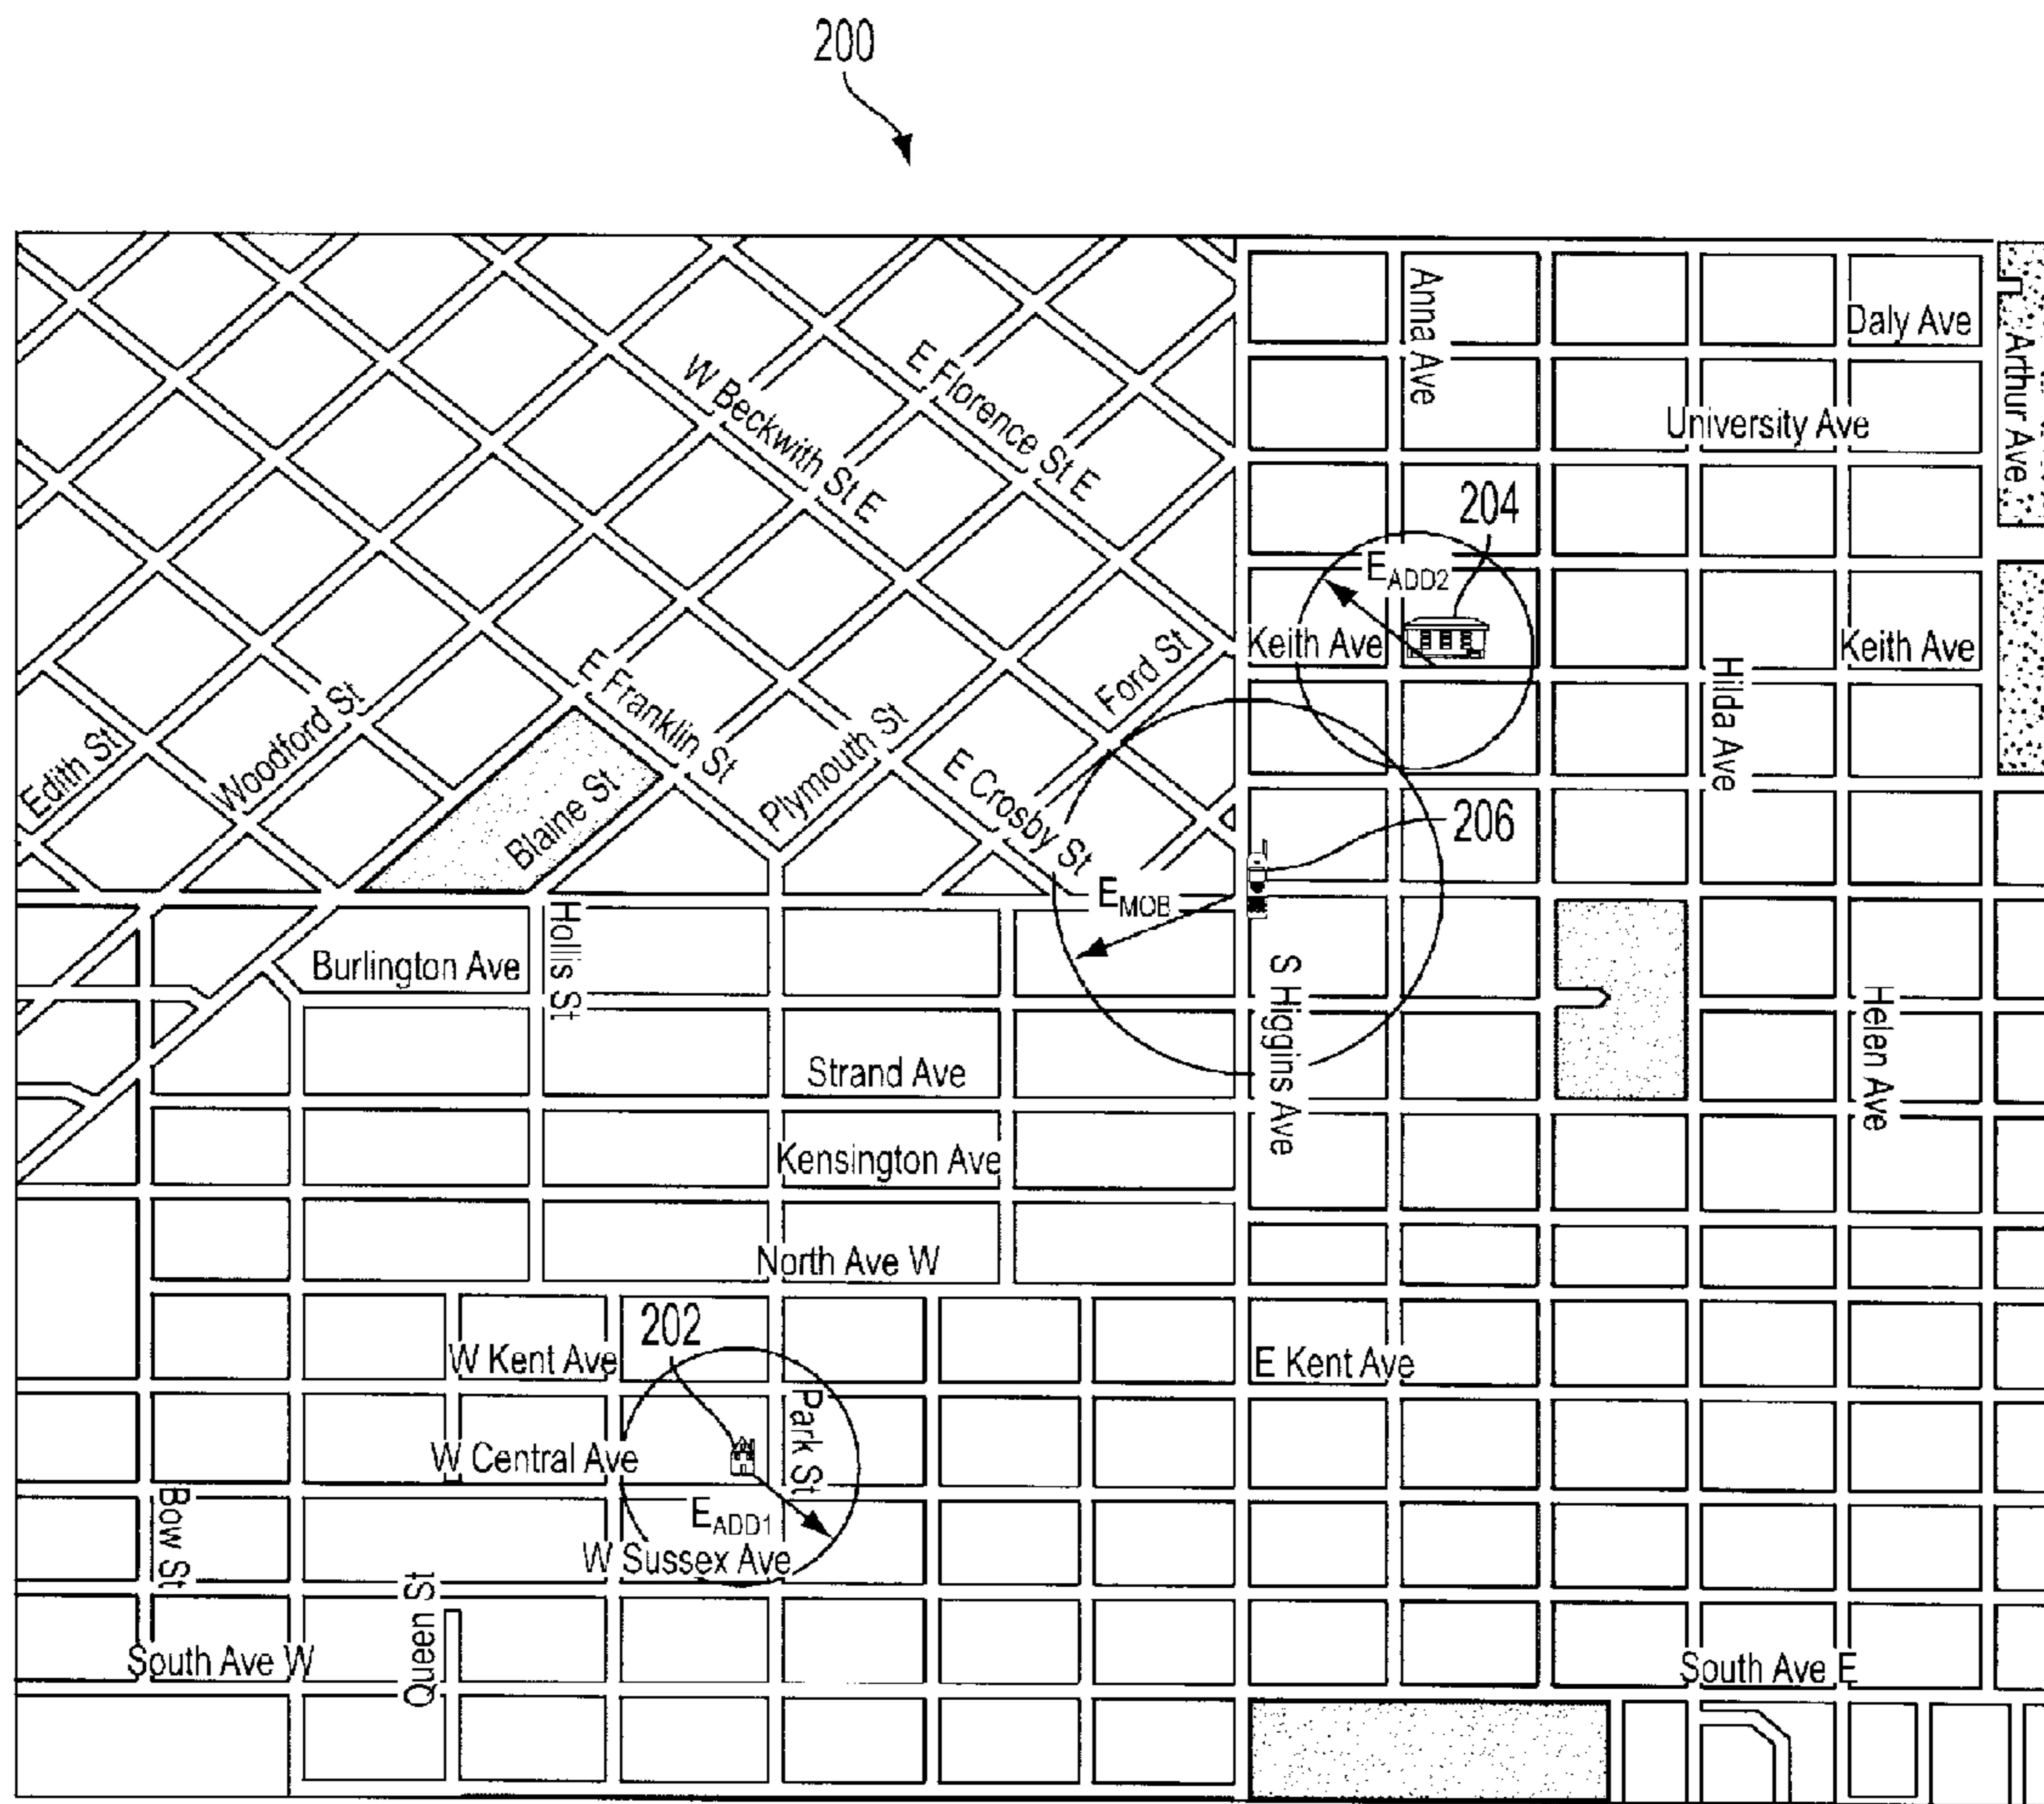 200
Anna Ave
Daly Ave
Arthur Ave
E Florence St E
W Beckwith St E
University Ave
204
E ADD2
Keith Ave
Keith Ave
Ford St
Hilda Ave
E Franklin St
Woodford St
Edith St
Plymouth St
E Crosby St
Blaine St
206
E MOB
Hollis St
Burlington Ave
S Higgins Ave
Helen Ave
Strand Ave
Kensington Ave
North Ave W
202
W Kent Ave
E Kent Ave
Park St
W Central Ave
Bow St
E ADD1
W Sussex Ave
Queen St
South Ave W
South Ave E